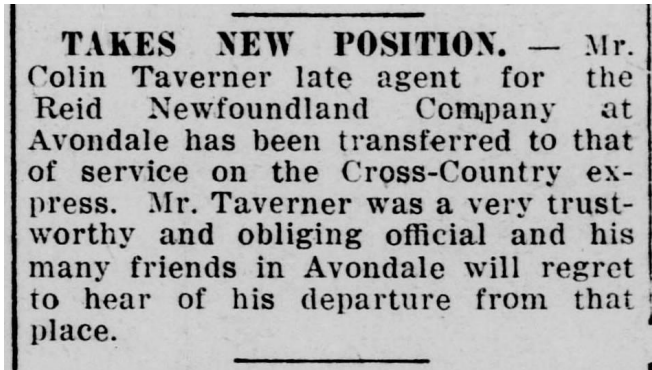 TAKES NEW POSITION. — Mr.
Colin Taverner late agent for the
Reid Newfoundland Company at
Avondale has been transferred to that
of service on the Cross-Country ex-
press. Mr. Taverner was a very trust-
worthy and obliging official and his
many friends in Avondale will regret
to hear of his departure from that
place.